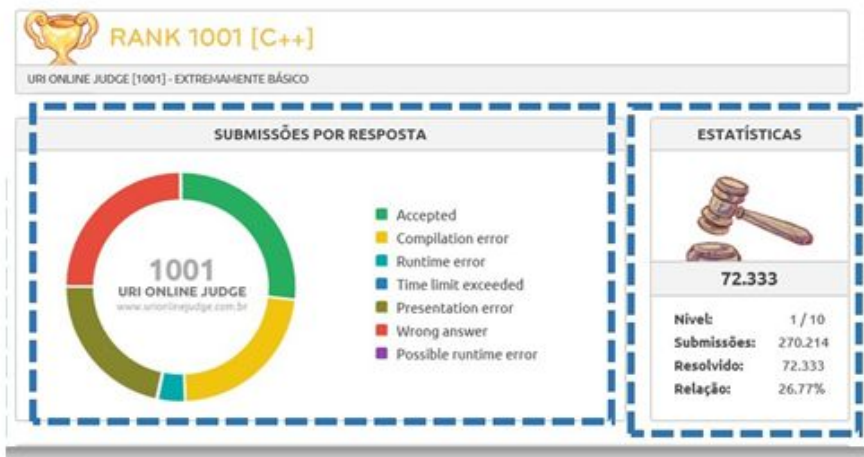 RANK 1001 [C++]
URI ONLINE JUDGE [1001] - EXTREMAMENTE BÁSICO
SUBMISSÕES POR RESPOSTA
1001
URI ONLINE JUDGE
www.urionlinejudge.com.br
Accepted
Compilation error
Runtime error
Time limit exceeded
Presentation error
Wrong answer
Possible runtime error
ESTATÍSTICAS
72.333
Nível: 1 / 10
Submissões: 270.214
Resolvido: 72.333
Relação: 26.77%